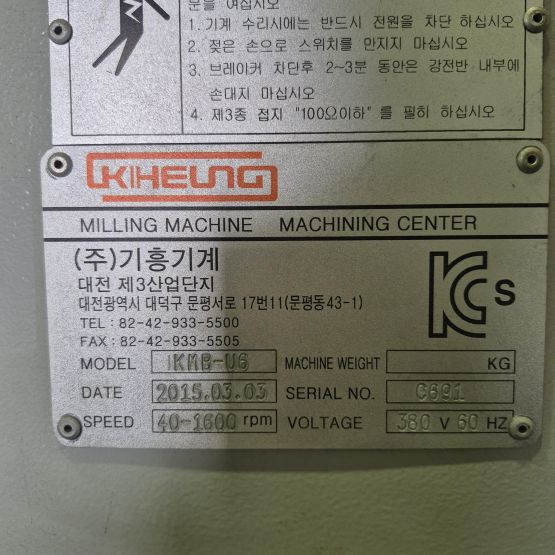 문을 여십시오
1. 기계 수리시에는 반드시 전원을 차단 하십시오
2. 젖은 손으로 스위치를 만지지 마십시오
3. 브레이커 차단후 2~3분 동안은 강전반 내부에
손대지 마십시오
4. 제3종 접지 "100Ω이하" 를 필히 하십시오
KIHEUNG
MILLING MACHINE MACHINING CENTER
(주)기흥기계
대전 제3산업단지
대전광역시 대덕구 문평서로 17번11(문평동43-1)
TEL : 82-42-933-5500
FAX : 82-42-933-5505
MODEL KMB-U6 MACHINE WEIGHT KG
DATE 2015.03.03 SERIAL NO. C691
SPEED 40-1600 rpm VOLTAGE 380 V 60 HZ
KC S